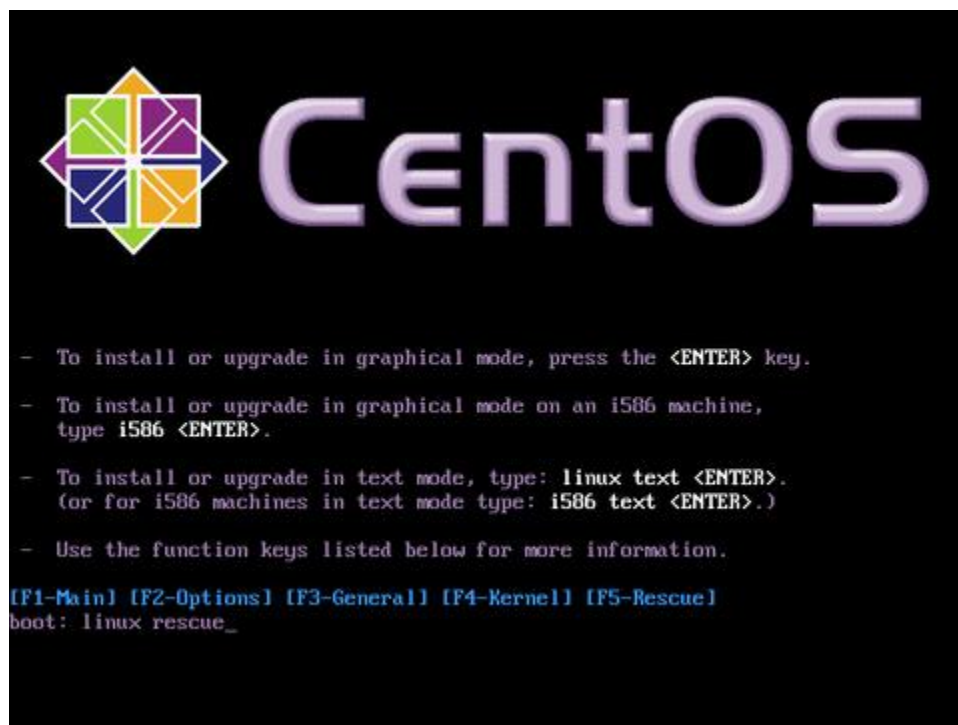 CentOS
- To install or upgrade in graphical mode, press the <ENTER> key.
- To install or upgrade in graphical mode on an i586 machine,
type i586 <ENTER>.
- To install or upgrade in text mode, type: linux text <ENTER>.
(or for i586 machines in text mode type: i586 text <ENTER>.)
- Use the function keys listed below for more information.
[F1-Main] [F2-Options] [F3-General] [F4-Kernel] [F5-Rescue]
boot: linux rescue_